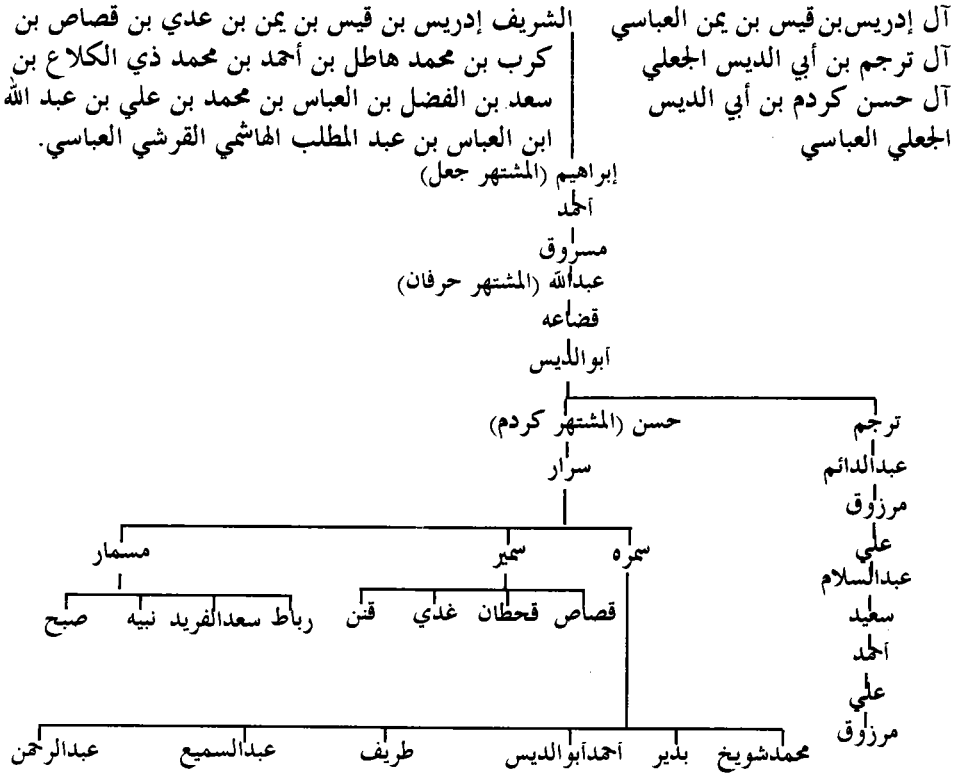 آل إدريس بن قيس بن يمن العباسي
آل ترجم بن أبي الديس الجعلي
آل حسن كردم بن أبي الديس
الجعلي العباسي
الشريف إدريس بن قيس بن يمن بن عدي بن قصاص بن
كرب بن محمد هاطل بن أحمد بن محمد ذي الكلاع بن
سعد بن الفضل بن العباس بن محمد بن علي بن عبد الله
ابن العباس بن عبد المطلب الهاشمي القرشي العباسي.
إبراهيم (المشتهر جعل)
أحمد
مسروق
عبدالله (المشتهر حرفان)
قضاعه
أبوالديس
ترجم
حسن (المشتهر كردم)
عبدالدائم
سرار
مرزوق
علي
سمره سمير مسمار
عبدالسلام
سعيد
قصاص قحطان غدي قنن
رباط سعدالفريد نبيه صبح
أحمد
علي
مرزوق
محمدشويخ بذير أحمدأبوالديس طريف عبدالسميع عبدالرحمن